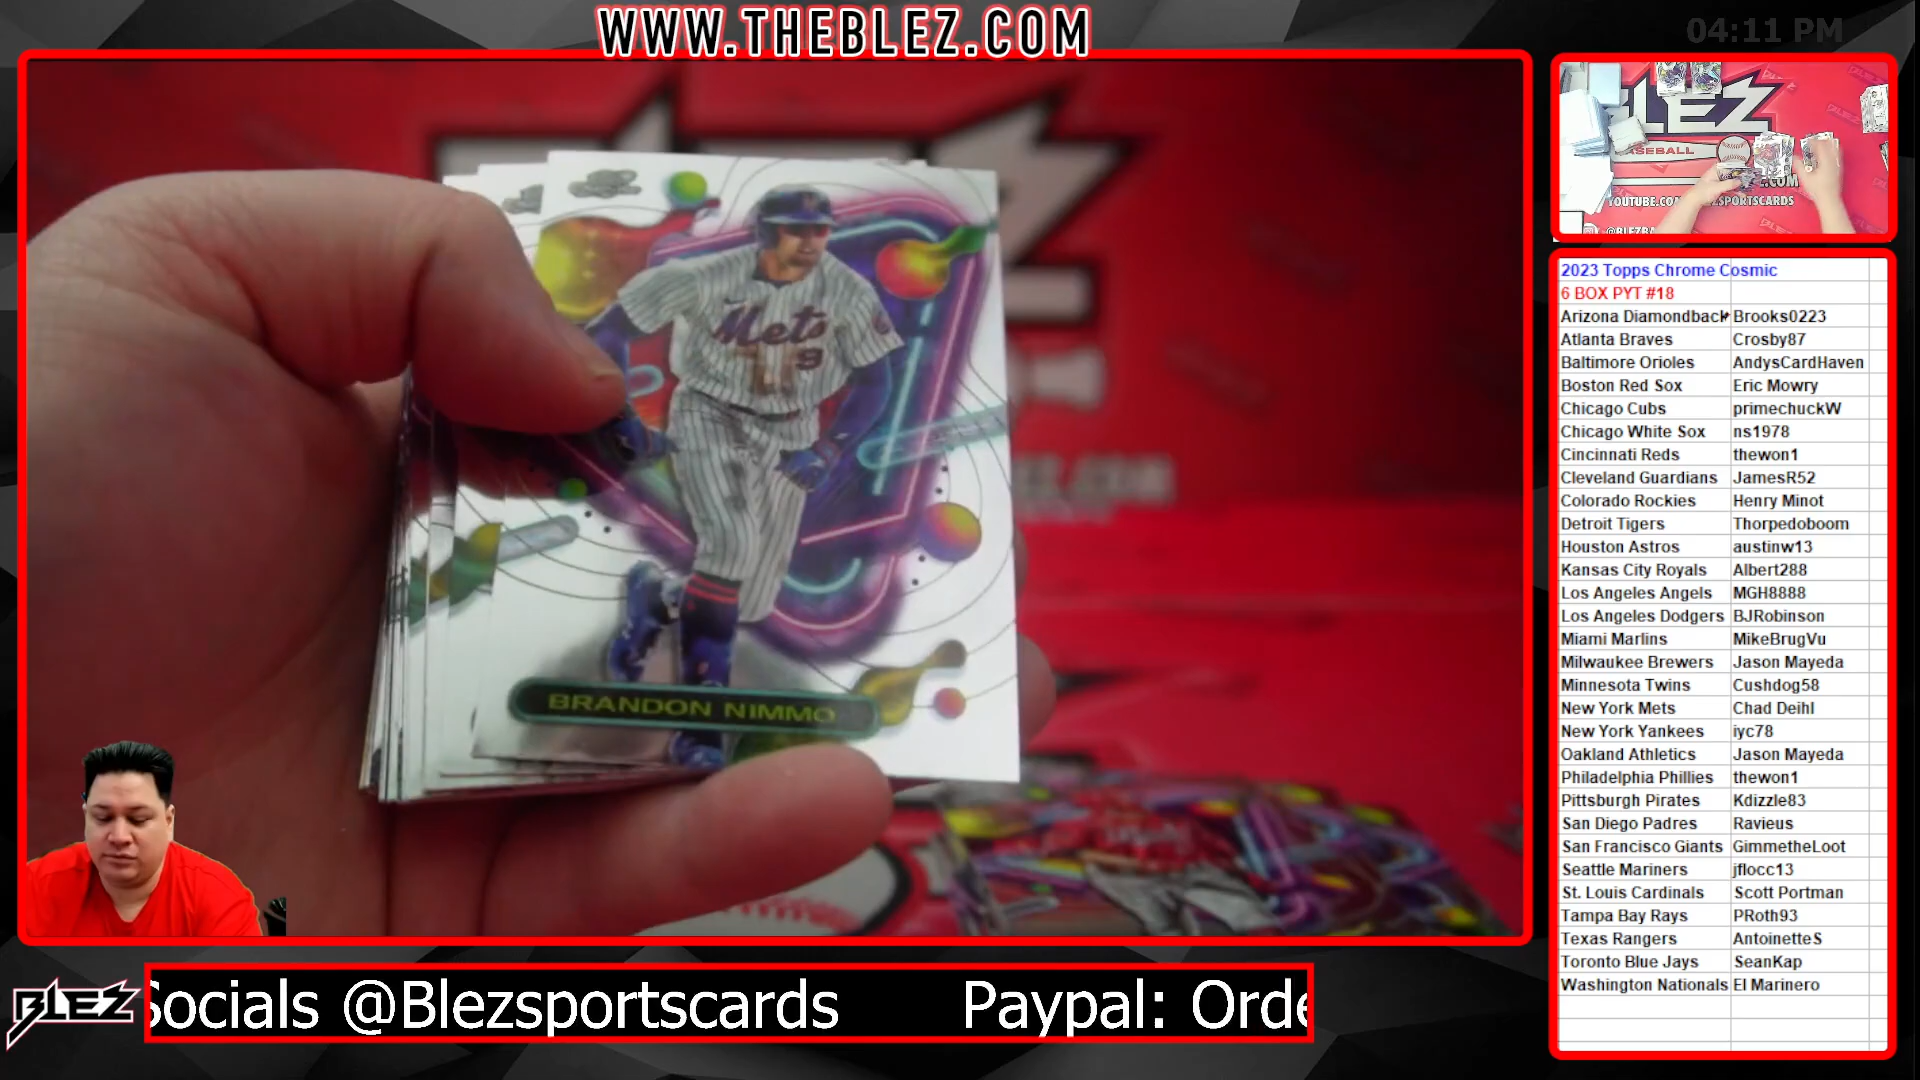 WWW.THEBLEZ.COM
04:11 PM
Mets
9
BRANDON NIMMO
BLEZ
2023 Topps Chrome Cosmic
6 BOX PYT #18
Arizona Diamondback Brooks0223
Atlanta Braves Crosby87
Baltimore Orioles AndysCardHaven
Boston Red Sox Eric Mowry
Chicago Cubs primechuckW
Chicago White Sox ns1978
Cincinnati Reds thewon1
Cleveland Guardians JamesR52
Colorado Rockies Henry Minot
Detroit Tigers Thorpedoboom
Houston Astros austinw13
Kansas City Royals Albert288
Los Angeles Angels MGH8888
Los Angeles Dodgers BJRobinson
Miami Marlins MikeBrugVu
Milwaukee Brewers Jason Mayeda
Minnesota Twins Cushdog58
New York Mets Chad Deihl
New York Yankees iyc78
Oakland Athletics Jason Mayeda
Philadelphia Phillies thewon1
Pittsburgh Pirates Kdizzle83
San Diego Padres Ravieus
San Francisco Giants GimmetheLoot
Seattle Mariners jflocc13
St. Louis Cardinals Scott Portman
Tampa Bay Rays PRoth93
Texas Rangers AntoinetteS
Toronto Blue Jays SeanKap
Washington Nationals El Marinero
BLEZ
Socials @Blezsportscards Paypal: Orde